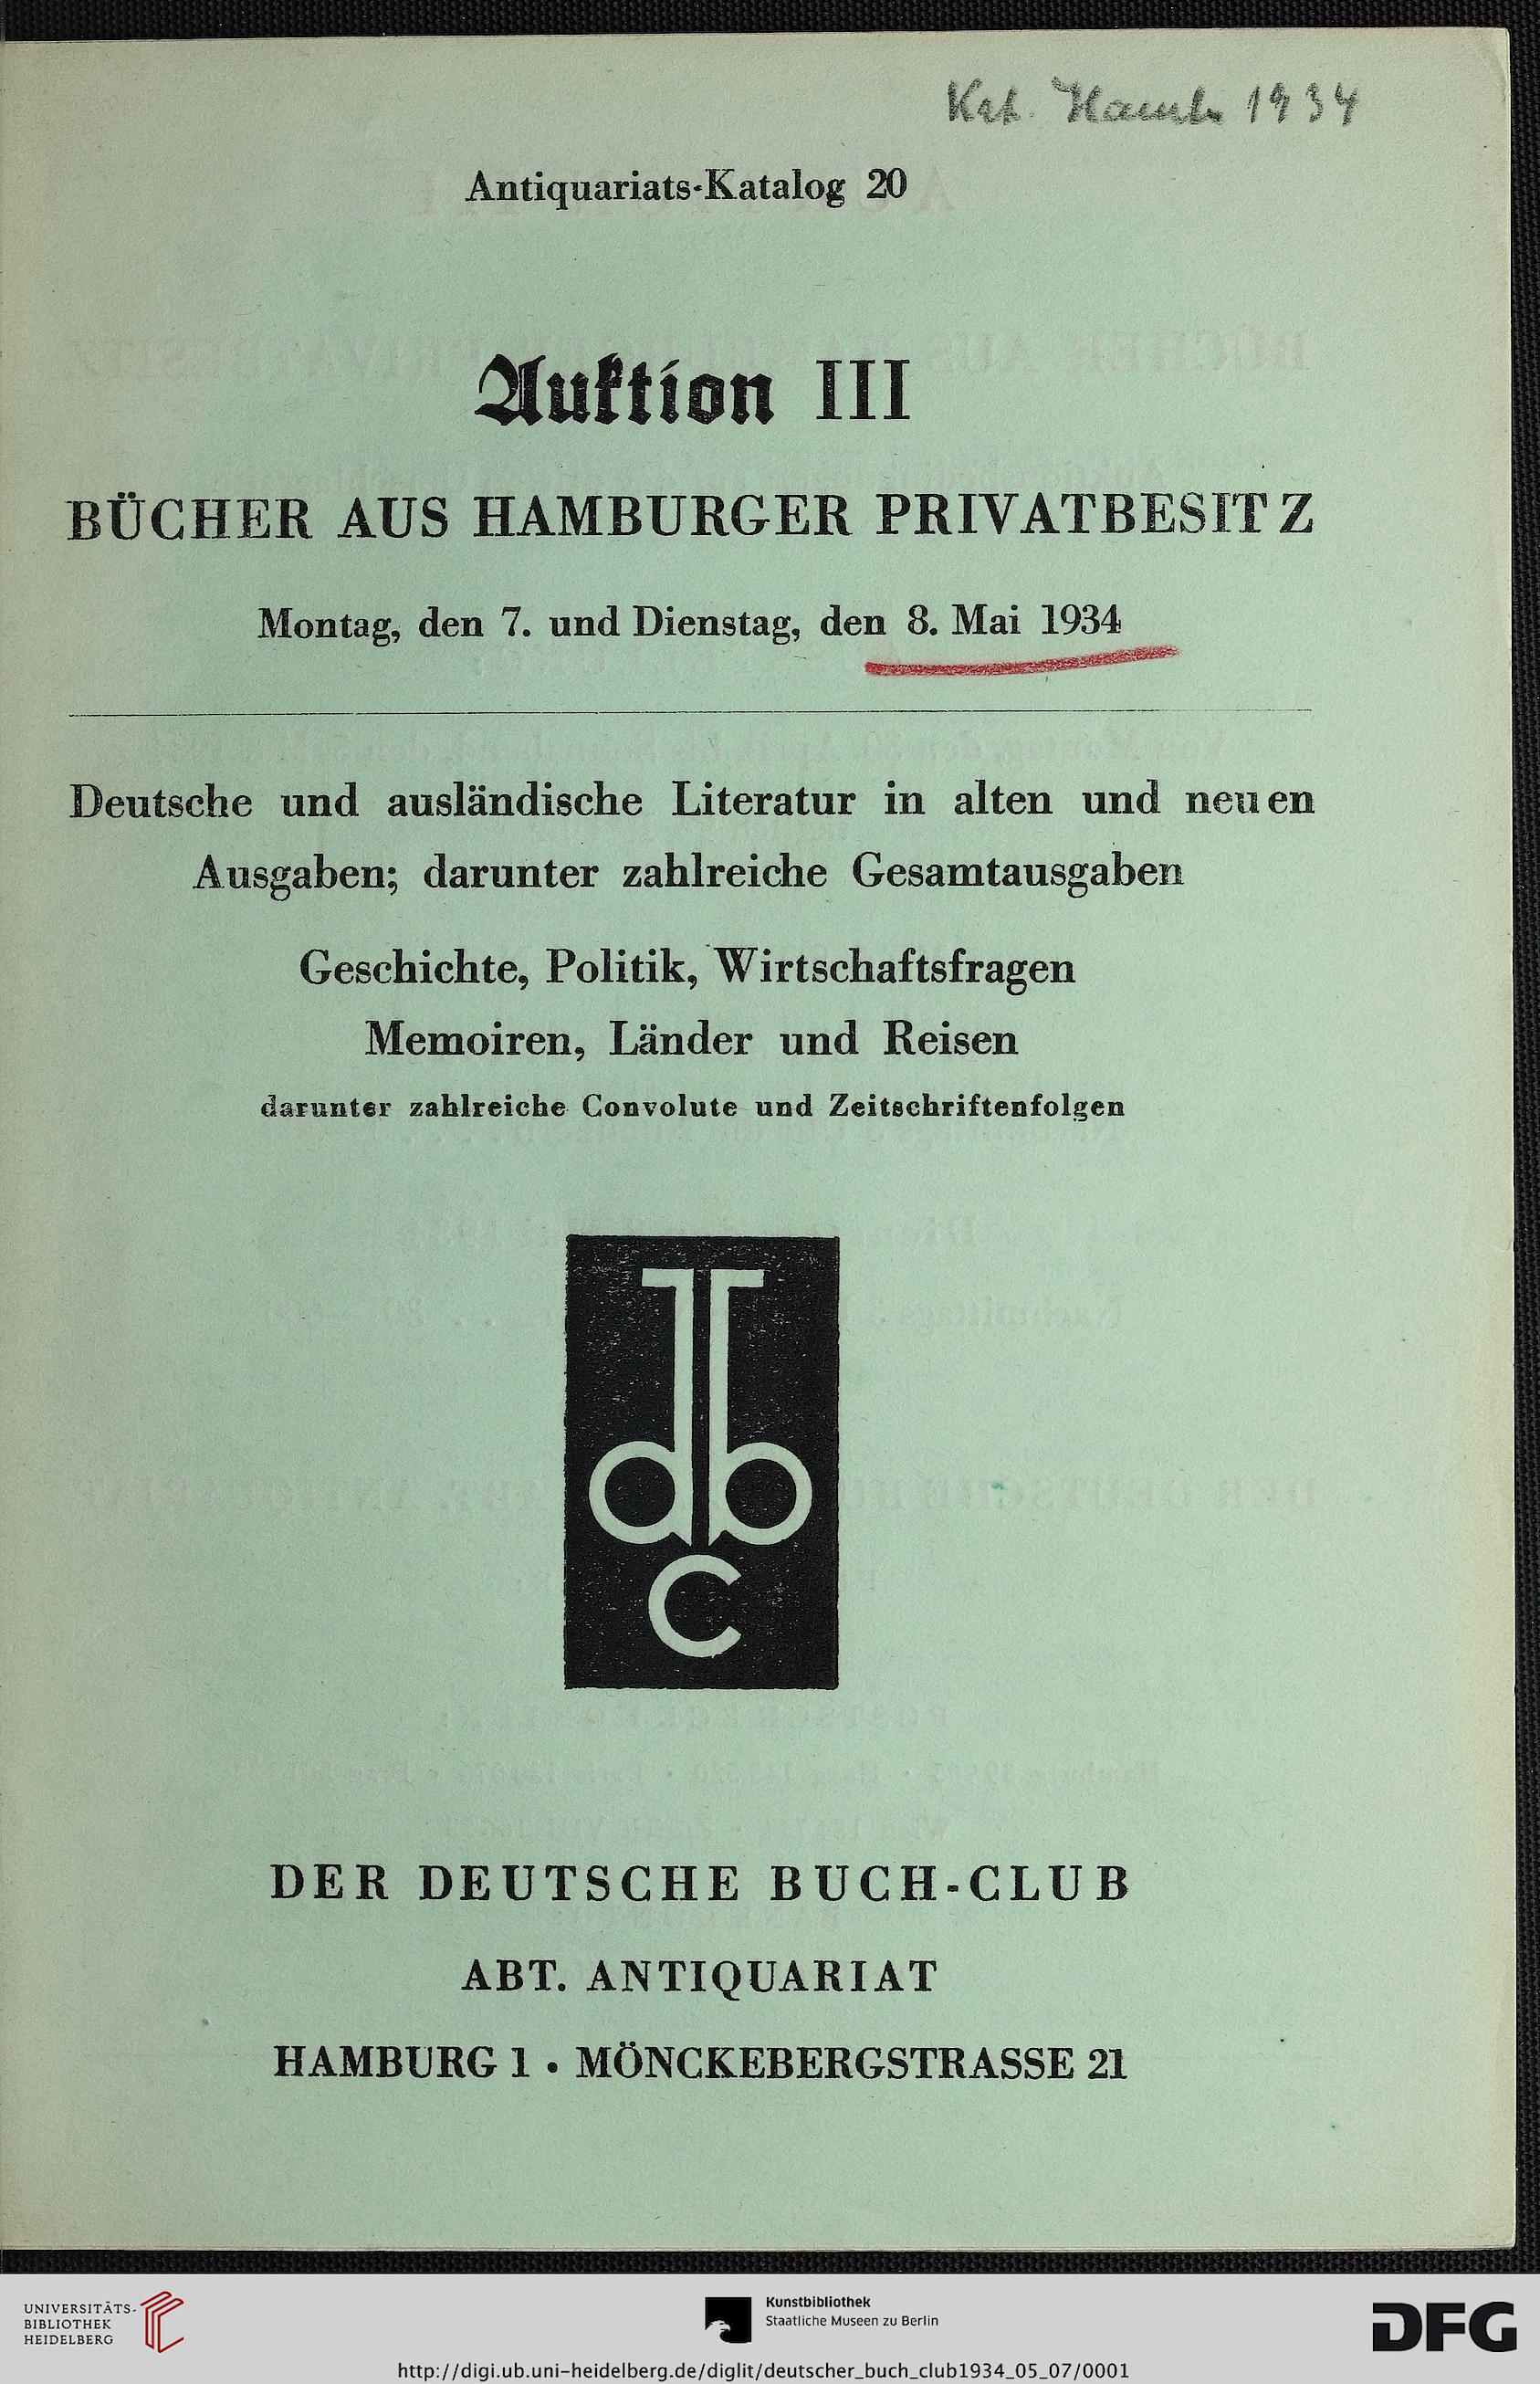 1934
Antiquariats-Katalog 20
Auktion III
BÜCHER AUS HAMBURGER PRIVATBESITZ
Montag, den 7. und Dienstag, den 8. Mai 1934
Deutsche und ausländische Literatur in alten und neuen
Ausgaben; darunter zahlreiche Gesamtausgaben
Geschichte, Politik, Wirtschaftsfragen
Memoiren, Länder und Reisen
darunter zahlreiche Convolute und Zeitschriftenfolgen
db
c
DER DEUTSCHE BUCH-CLUB
ABT. ANTIQUARIAT
HAMBURG 1 • MÖNCKEBERGSTRASSE 21
UNIVERSITÄTS-
BIBLIOTHEK
HEIDELBERG
Kunstbibliothek
Staatliche Museen zu Berlin
DFG
http://digi.ub.uni-heidelberg.de/diglit/deutscher_buch_club1934_05_07/0001